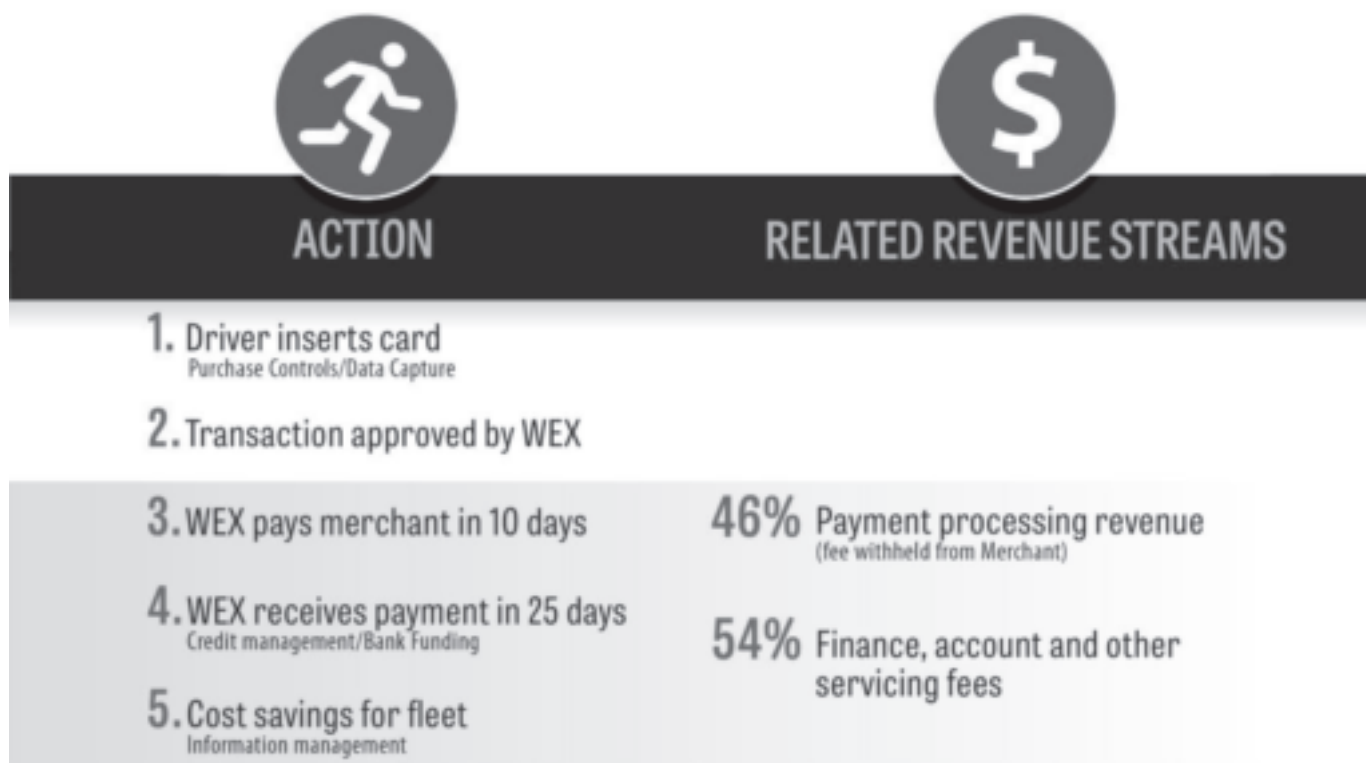 $
ACTION
RELATED REVENUE STREAMS
1. Driver inserts card
Purchase Controls/Data Capture
2. Transaction approved by WEX
3. WEX pays merchant in 10 days
46% Payment processing revenue
(fee withheld from Merchant)
4. WEX receives payment in 25 days
Credit management/Bank Funding
54% Finance, account and other
servicing fees
5. Cost savings for fleet
Information management